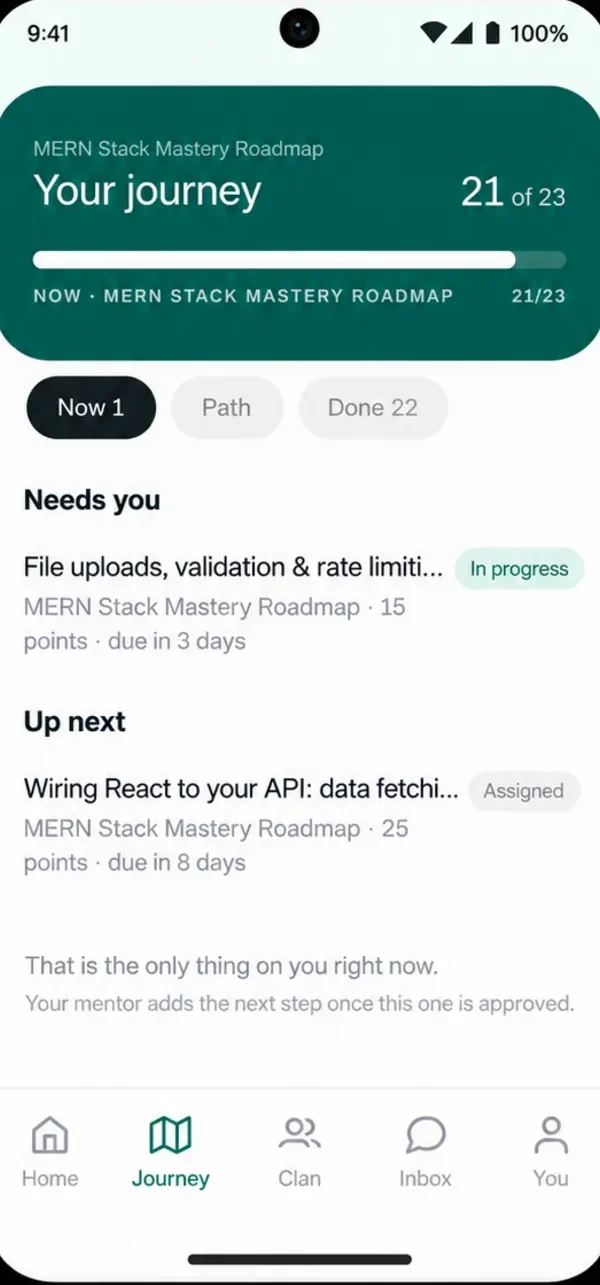 9:41
100%
MERN Stack Mastery Roadmap
Your journey
21 of 23
NOW · MERN STACK MASTERY ROADMAP
21/23
Now 1
Path
Done 22
Needs you
File uploads, validation & rate limiti...
In progress
MERN Stack Mastery Roadmap · 15
points · due in 3 days
Up next
Wiring React to your API: data fetchi...
Assigned
MERN Stack Mastery Roadmap · 25
points · due in 8 days
That is the only thing on you right now.
Your mentor adds the next step once this one is approved.
Home
Journey
Clan
Inbox
You